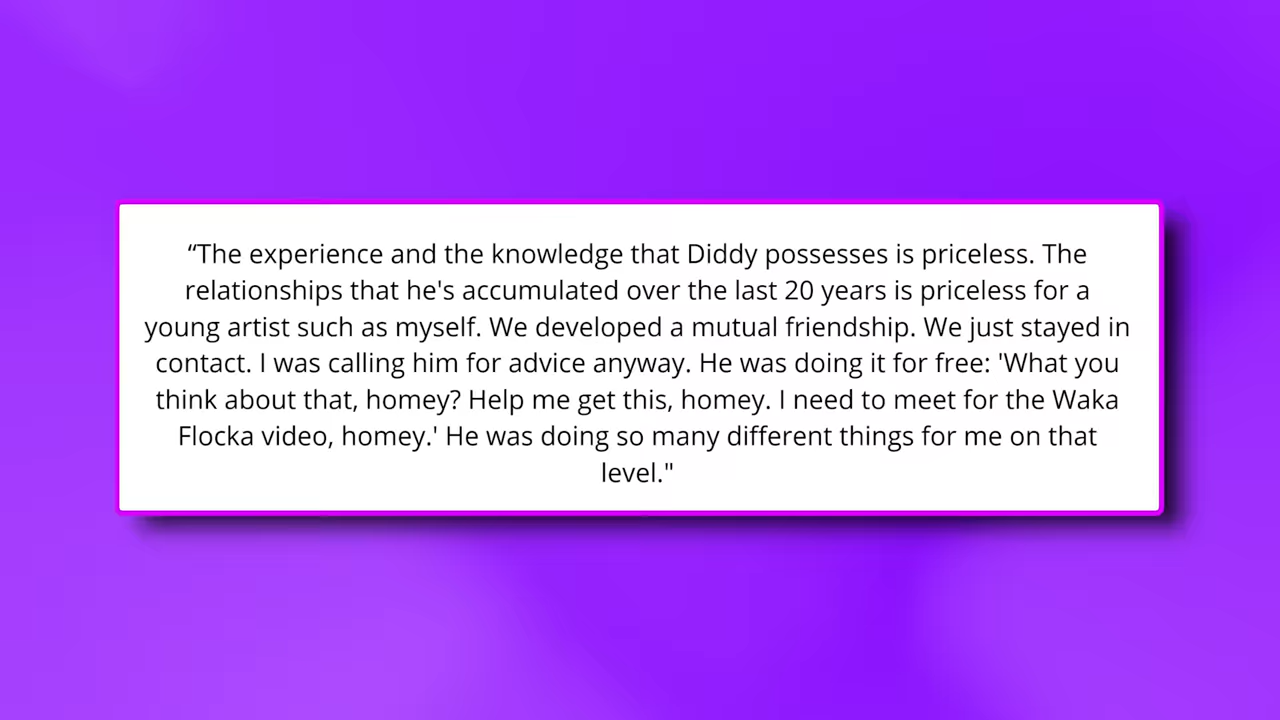 “The experience and the knowledge that Diddy possesses is priceless. The
relationships that he's accumulated over the last 20 years is priceless for a
young artist such as myself. We developed a mutual friendship. We just stayed in
contact. I was calling him for advice anyway. He was doing it for free: 'What you
think about that, homey? Help me get this, homey. I need to meet for the Waka
Flocka video, homey.' He was doing so many different things for me on that
level."